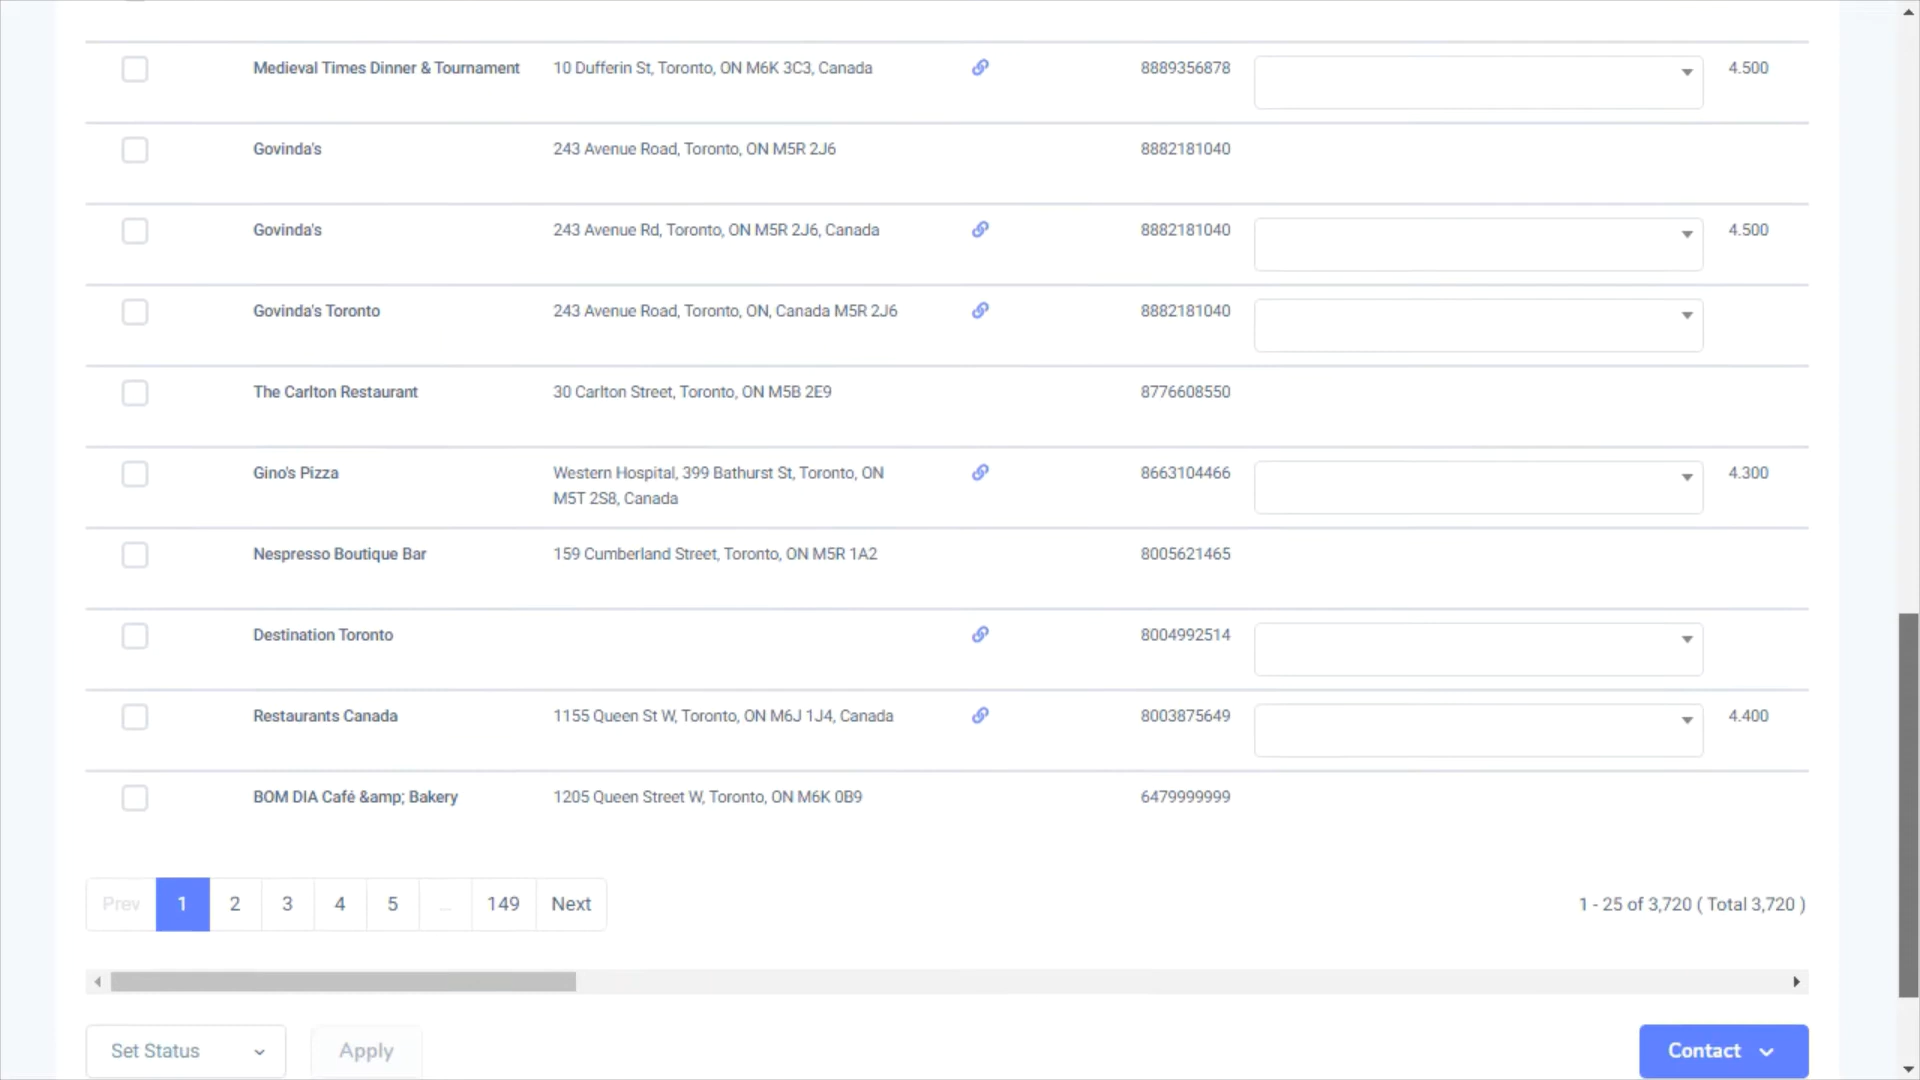 Medieval Times Dinner & Tournament 10 Dufferin St, Toronto, ON M6K 3C3, Canada 8889356878 4.500
Govinda's 243 Avenue Road, Toronto, ON M5R 2J6 8882181040
Govinda's 243 Avenue Rd, Toronto, ON M5R 2J6, Canada 8882181040 4.500
Govinda's Toronto 243 Avenue Road, Toronto, ON, Canada M5R 2J6 8882181040
The Carlton Restaurant 30 Carlton Street, Toronto, ON M5B 2E9 8776608550
Gino's Pizza Western Hospital, 399 Bathurst St, Toronto, ON 8663104466 4.300
M5T 2S8, Canada
Nespresso Boutique Bar 159 Cumberland Street, Toronto, ON M5R 1A2 8005621465
Destination Toronto 8004992514
Restaurants Canada 1155 Queen St W, Toronto, ON M6J 1J4, Canada 8003875649 4.400
BOM DIA Café &amp; Bakery 1205 Queen Street W, Toronto, ON M6K 0B9 6479999999
Prev 1 2 3 4 5 ... 149 Next 1 - 25 of 3,720 ( Total 3,720 )
Set Status Apply Contact